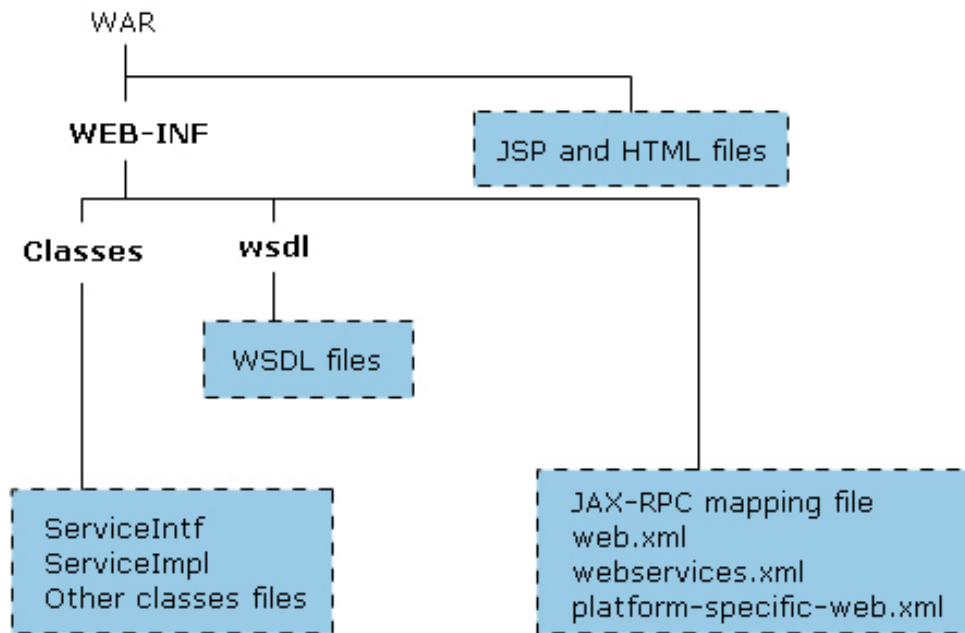 WAR
WEB-INF
JSP and HTML files
Classes
wsdl
WSDL files
ServiceIntf
ServiceImpl
Other classes files
JAX-RPC mapping file
web.xml
webservices.xml
platform-specific-web.xml